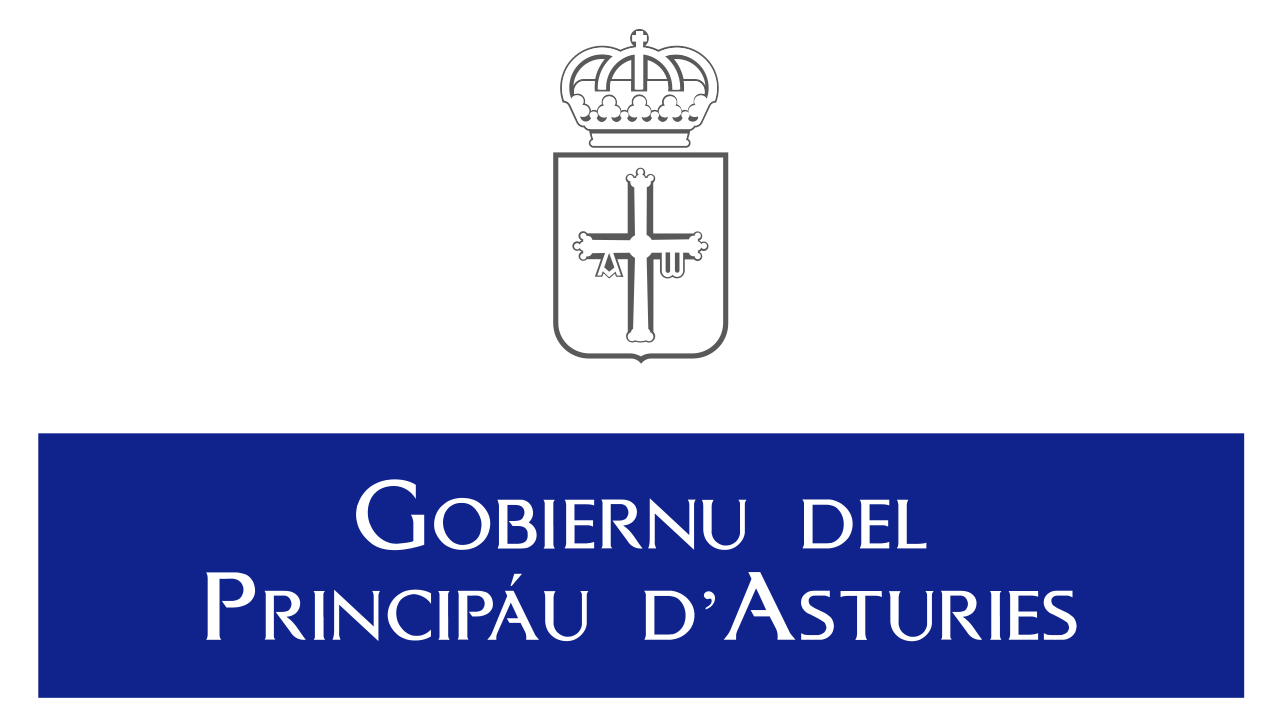 Α ω
Gobiernu del
Principáu d’Asturies